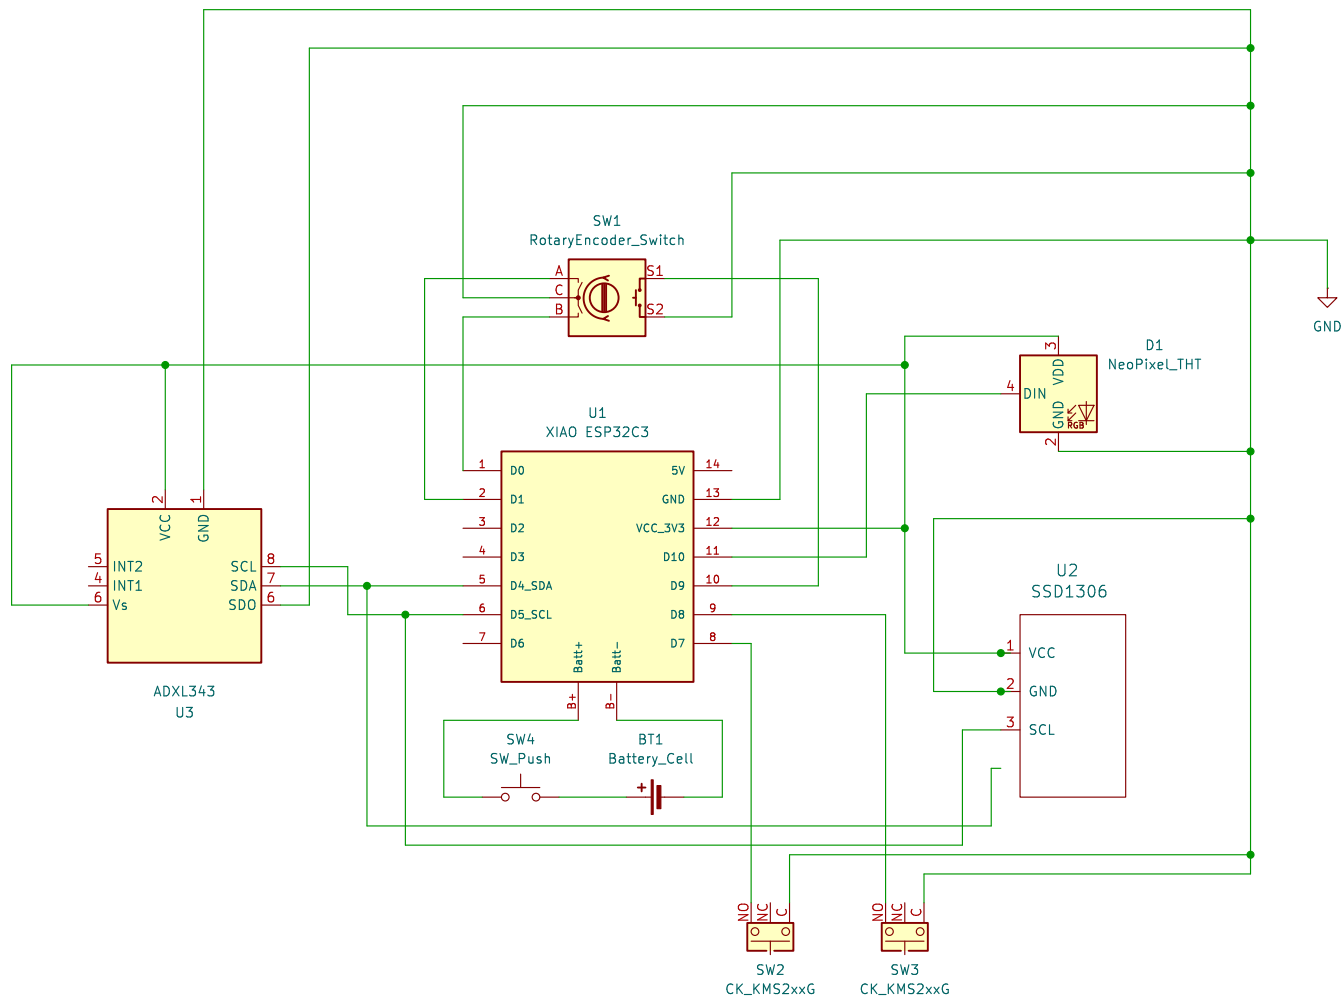 SW1
RotaryEncoder_Switch
A
C
B
S1
S2
GND
D1
NeoPixel_THT
3
VDD
4
DIN
GND
RGB
2
U1
XIAO ESP32C3
1
D0
2
D1
3
D2
4
D3
5
D4_SDA
6
D5_SCL
7
D6
5V
14
GND
13
VCC_3V3
12
D10
11
D9
10
D8
9
D7
8
Batt+
Batt-
B+
B-
2
1
VCC
GND
5
INT2
4
INT1
6
Vs
SCL
8
SDA
7
SDO
6
ADXL343
U3
U2
SSD1306
1
VCC
2
GND
3
SCL
SW4
SW_Push
BT1
Battery_Cell
+
NO
NC
C
SW2
CK_KMS2xxG
NO
NC
C
SW3
CK_KMS2xxG